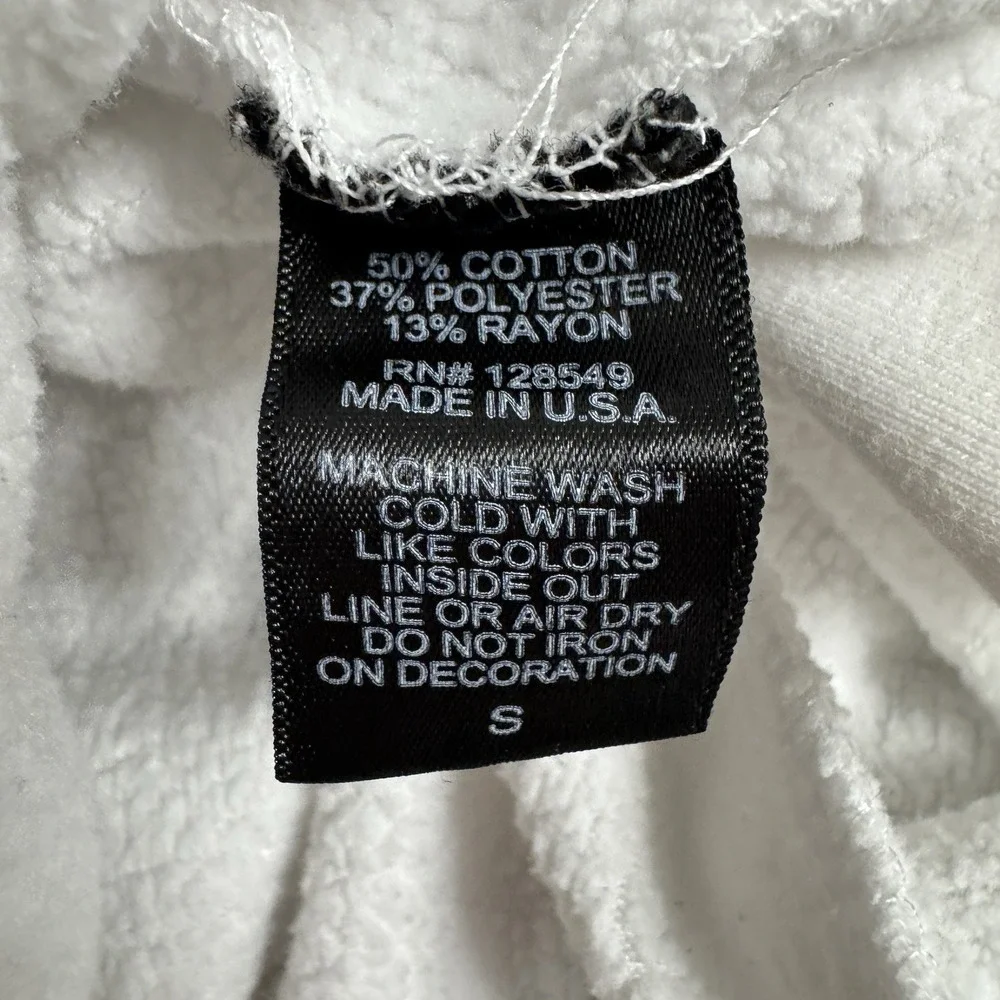 50% COTTON
37% POLYESTER
13% RAYON
RN# 128549
MADE IN U.S.A.
MACHINE WASH
COLD WITH
LIKE COLORS
INSIDE OUT
LINE OR AIR DRY
DO NOT IRON
ON DECORATION
S